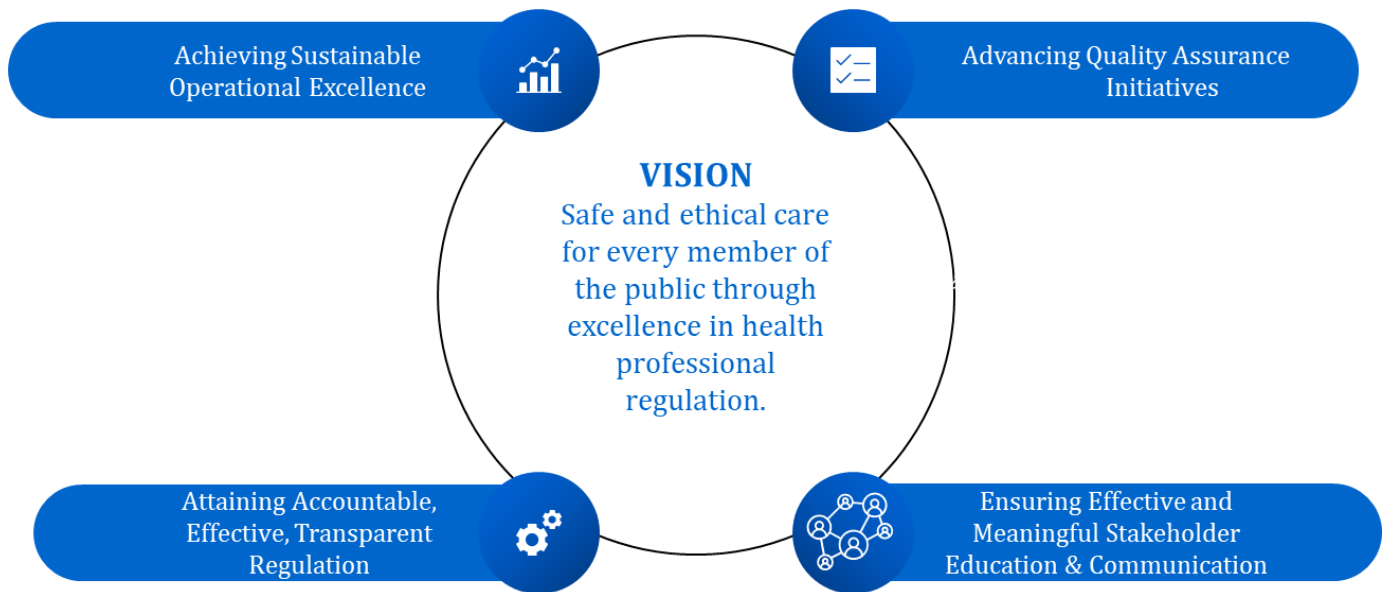 Achieving Sustainable
Operational Excellence
Advancing Quality Assurance
Initiatives
VISION
Safe and ethical care
for every member of
the public through
excellence in health
professional
regulation.
Attaining Accountable,
Effective, Transparent
Regulation
Ensuring Effective and
Meaningful Stakeholder
Education & Communication